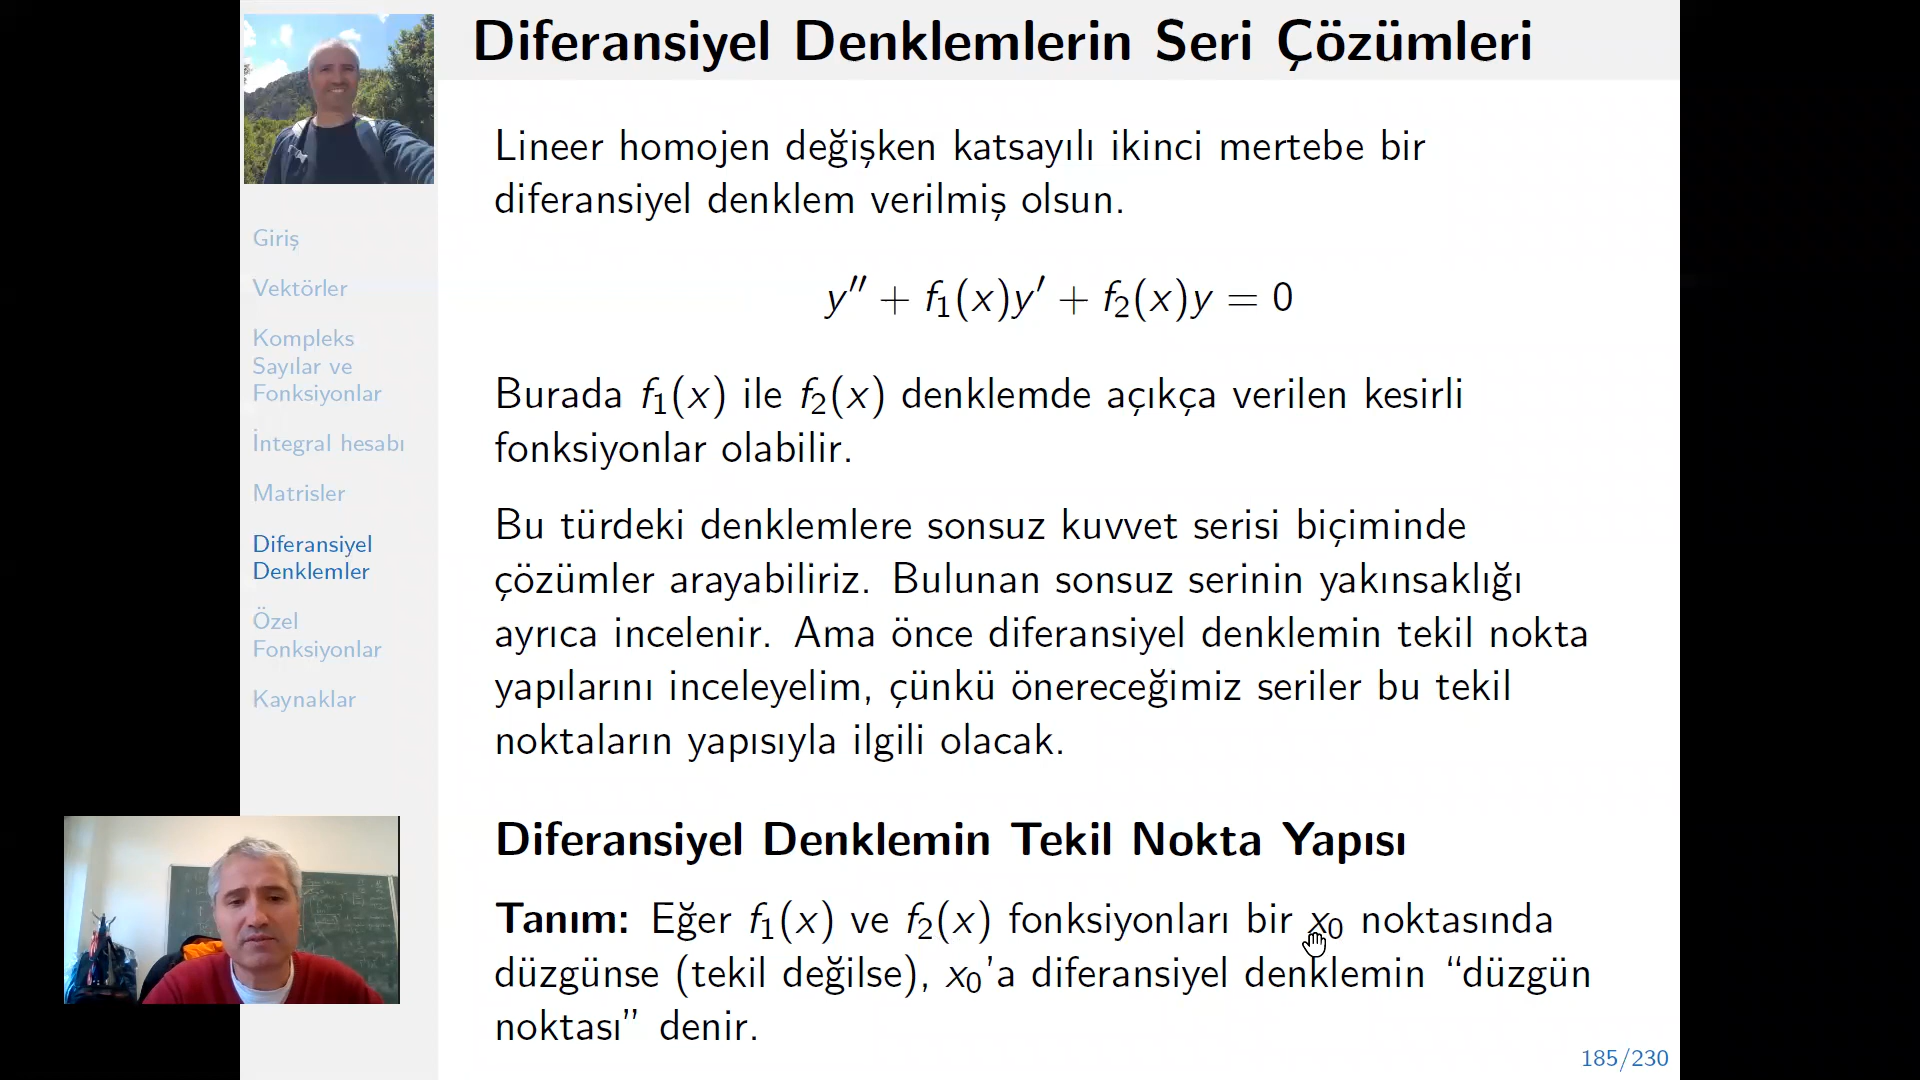 Diferansiyel Denklemlerin Seri Çözümleri
Giriş
Vektörler
Kompleks
Sayılar ve
Fonksiyonlar
İntegral hesabı
Matrisler
Diferansiyel
Denklemler
Özel
Fonksiyonlar
Kaynaklar
Lineer homojen değişken katsayılı ikinci mertebe bir
diferansiyel denklem verilmiş olsun.
y″ + f₁(x)y′ + f₂(x)y = 0
Burada f₁(x) ile f₂(x) denklemde açıkça verilen kesirli
fonksiyonlar olabilir.
Bu türdeki denklemlere sonsuz kuvvet serisi biçiminde
çözümler arayabiliriz. Bulunan sonsuz serinin yakınsaklığı
ayrıca incelenir. Ama önce diferansiyel denklemin tekil nokta
yapılarını inceleyelim, çünkü önereceğimiz seriler bu tekil
noktaların yapısıyla ilgili olacak.
Diferansiyel Denklemin Tekil Nokta Yapısı
Tanım: Eğer f₁(x) ve f₂(x) fonksiyonları bir x₀ noktasında
düzgünse (tekil değilse), x₀'a diferansiyel denklemin “düzgün
noktası” denir.
185/230